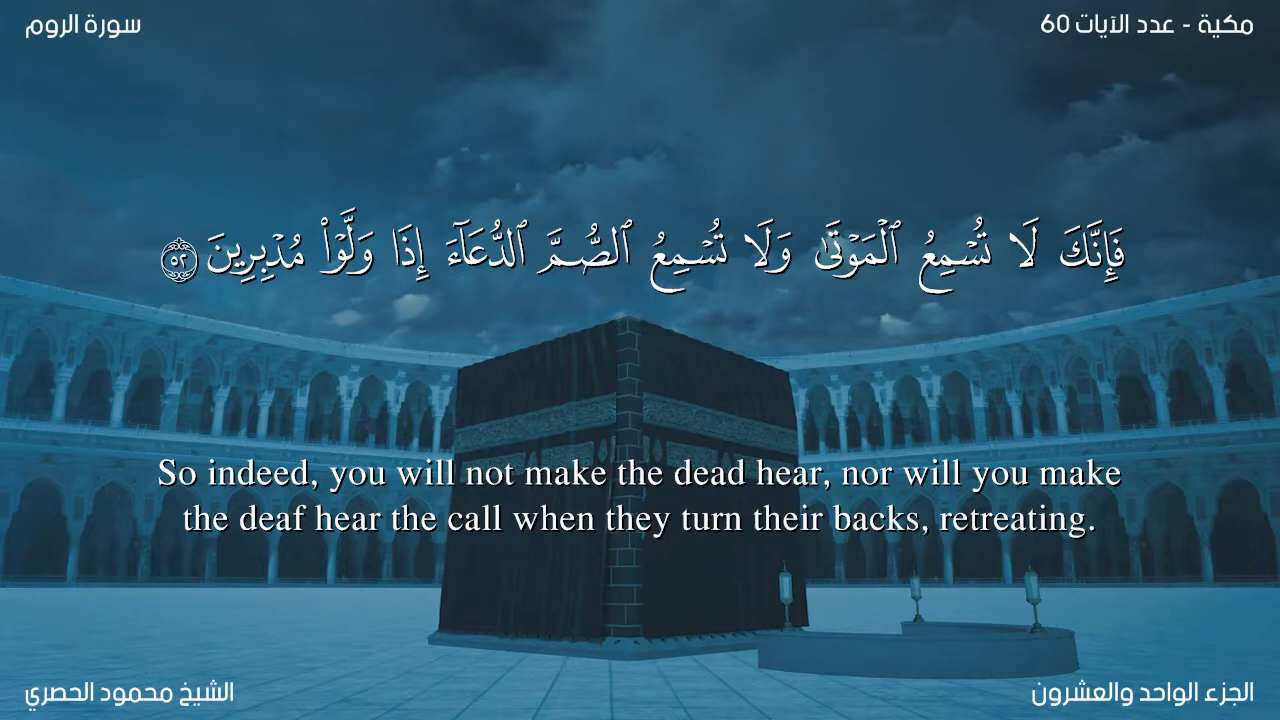 مكية - عدد الآيات 60
سورة الروم
فَإِنَّكَ لَا تُسْمِعُ ٱلْمَوْتَىٰ وَلَا تُسْمِعُ ٱلصُّمَّ ٱلدُّعَآءَ إِذَا وَلَّوْا۟ مُدْبِرِينَ ٥٢
So indeed, you will not make the dead hear, nor will you make
the deaf hear the call when they turn their backs, retreating.
الجزء الواحد والعشرون
الشيخ محمود الحصري